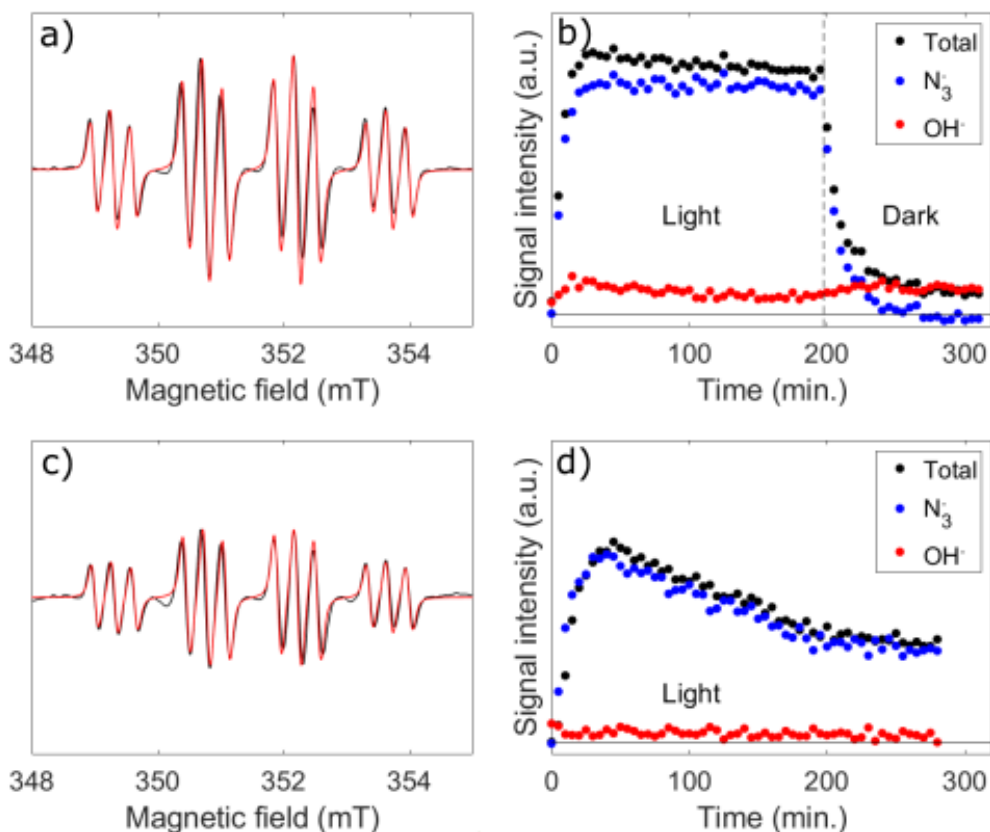 a)
348 350 352 354
Magnetic field (mT)
b)
Signal intensity (a.u.)
Total
N₃·
OH·
Light
Dark
0 100 200 300
Time (min.)
c)
348 350 352 354
Magnetic field (mT)
d)
Signal intensity (a.u.)
Total
N₃·
OH·
Light
0 100 200 300
Time (min.)